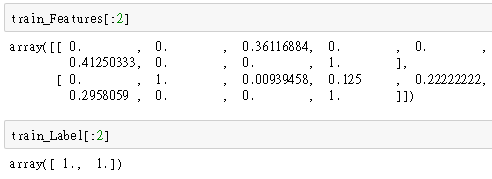 train_Features[:2]
array([[ 0.        ,  0.        ,  0.36116884,  0.        ,  0.        ,
         0.41250333,  0.        ,  0.        ,  1.        ],
       [ 0.        ,  1.        ,  0.00939458,  0.125     ,  0.22222222,
         0.2958059 ,  0.        ,  0.        ,  1.        ]])
train_Label[:2]
array([ 1.,  1.])